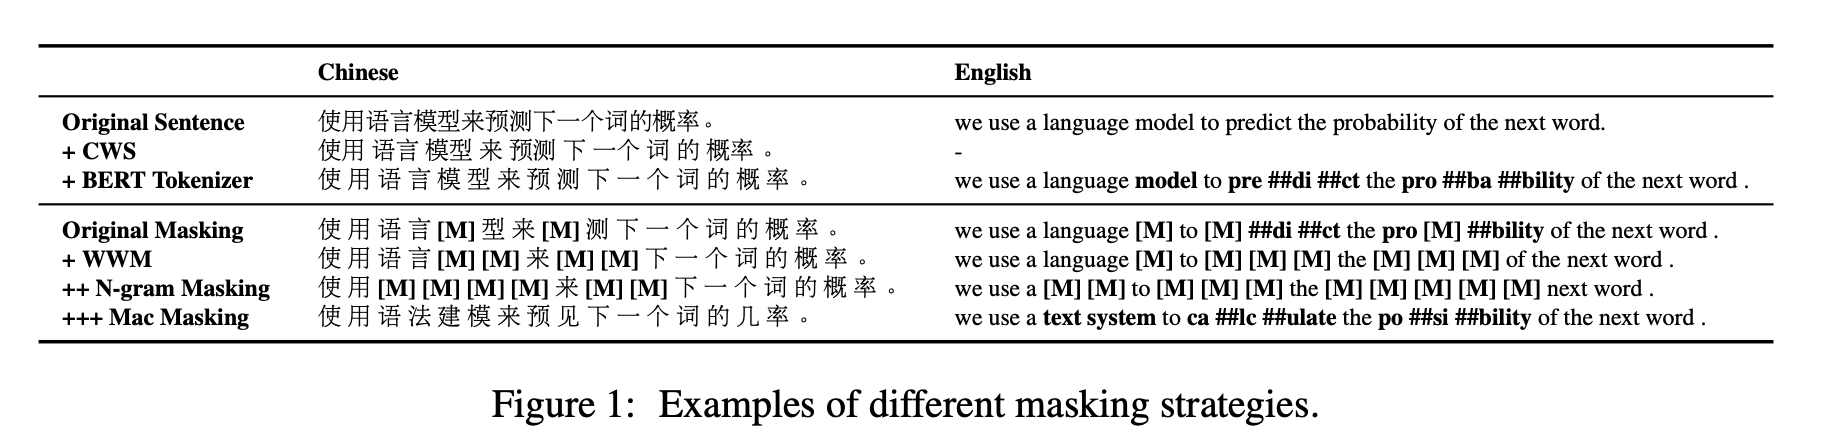 Chinese English
Original Sentence 使用语言模型来预测下一个词的概率。 we use a language model to predict the probability of the next word.
+ CWS 使用 语言 模型 来 预测 下 一个 词 的 概率 。 -
+ BERT Tokenizer 使 用 语 言 模 型 来 预 测 下 一 个 词 的 概 率 。 we use a language model to pre ##di ##ct the pro ##ba ##bility of the next word .
Original Masking 使 用 语 言 [M] 型 来 [M] 测 下 一 个 词 的 概 率 。 we use a language [M] to [M] ##di ##ct the pro [M] ##bility of the next word .
+ WWM 使 用 语 言 [M] [M] 来 [M] [M] 下 一 个 词 的 概 率 。 we use a language [M] to [M] [M] [M] the [M] [M] [M] of the next word .
++ N-gram Masking 使 用 [M] [M] [M] [M] 来 [M] [M] 下 一 个 词 的 概 率 。 we use a [M] [M] to [M] [M] [M] the [M] [M] [M] [M] [M] next word .
+++ Mac Masking 使 用 语 法 建 模 来 预 见 下 一 个 词 的 几 率 。 we use a text system to ca ##lc ##ulate the po ##si ##bility of the next word .
Figure 1: Examples of different masking strategies.